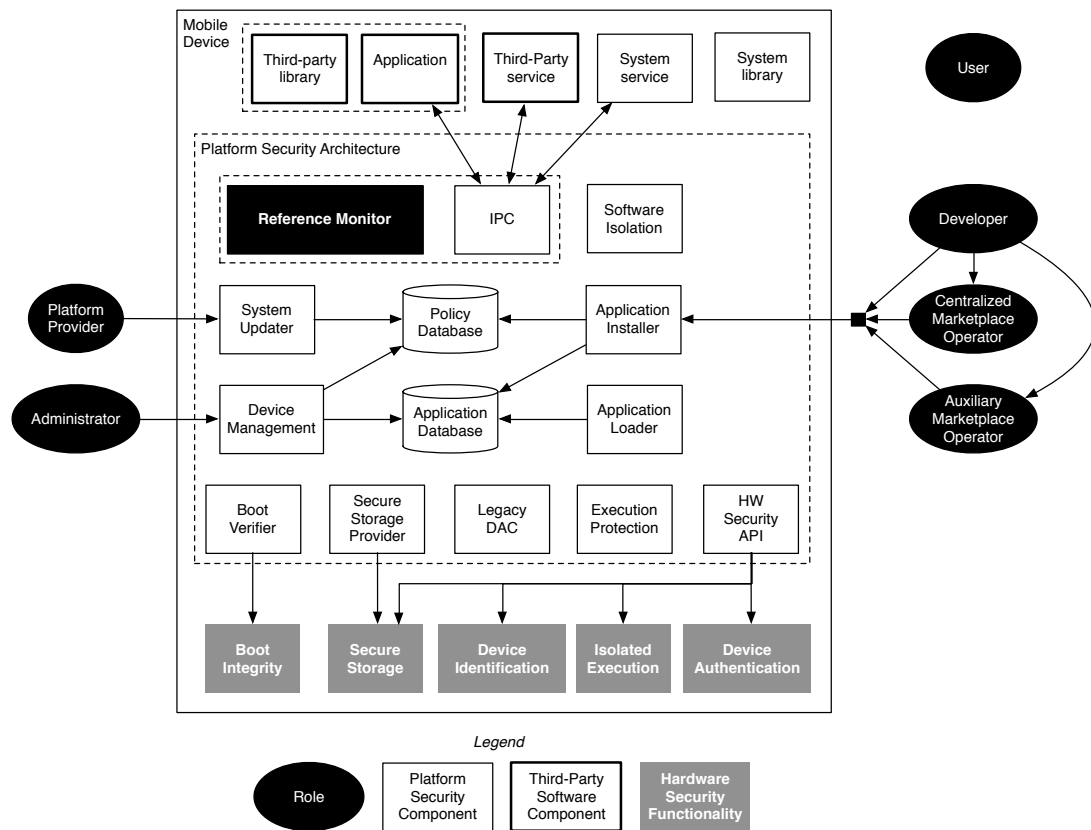 Mobile
Device
Third-party
library
Application
Third-Party
service
System
service
System
library
User
Platform Security Architecture
Reference Monitor
IPC
Software
Isolation
Developer
Platform
Provider
System
Updater
Policy
Database
Application
Installer
Centralized
Marketplace
Operator
Administrator
Device
Management
Application
Database
Application
Loader
Auxiliary
Marketplace
Operator
Boot
Verifier
Secure
Storage
Provider
Legacy
DAC
Execution
Protection
HW
Security
API
Boot
Integrity
Secure
Storage
Device
Identification
Isolated
Execution
Device
Authentication
Legend
Role
Platform
Security
Component
Third-Party
Software
Component
Hardware
Security
Functionality